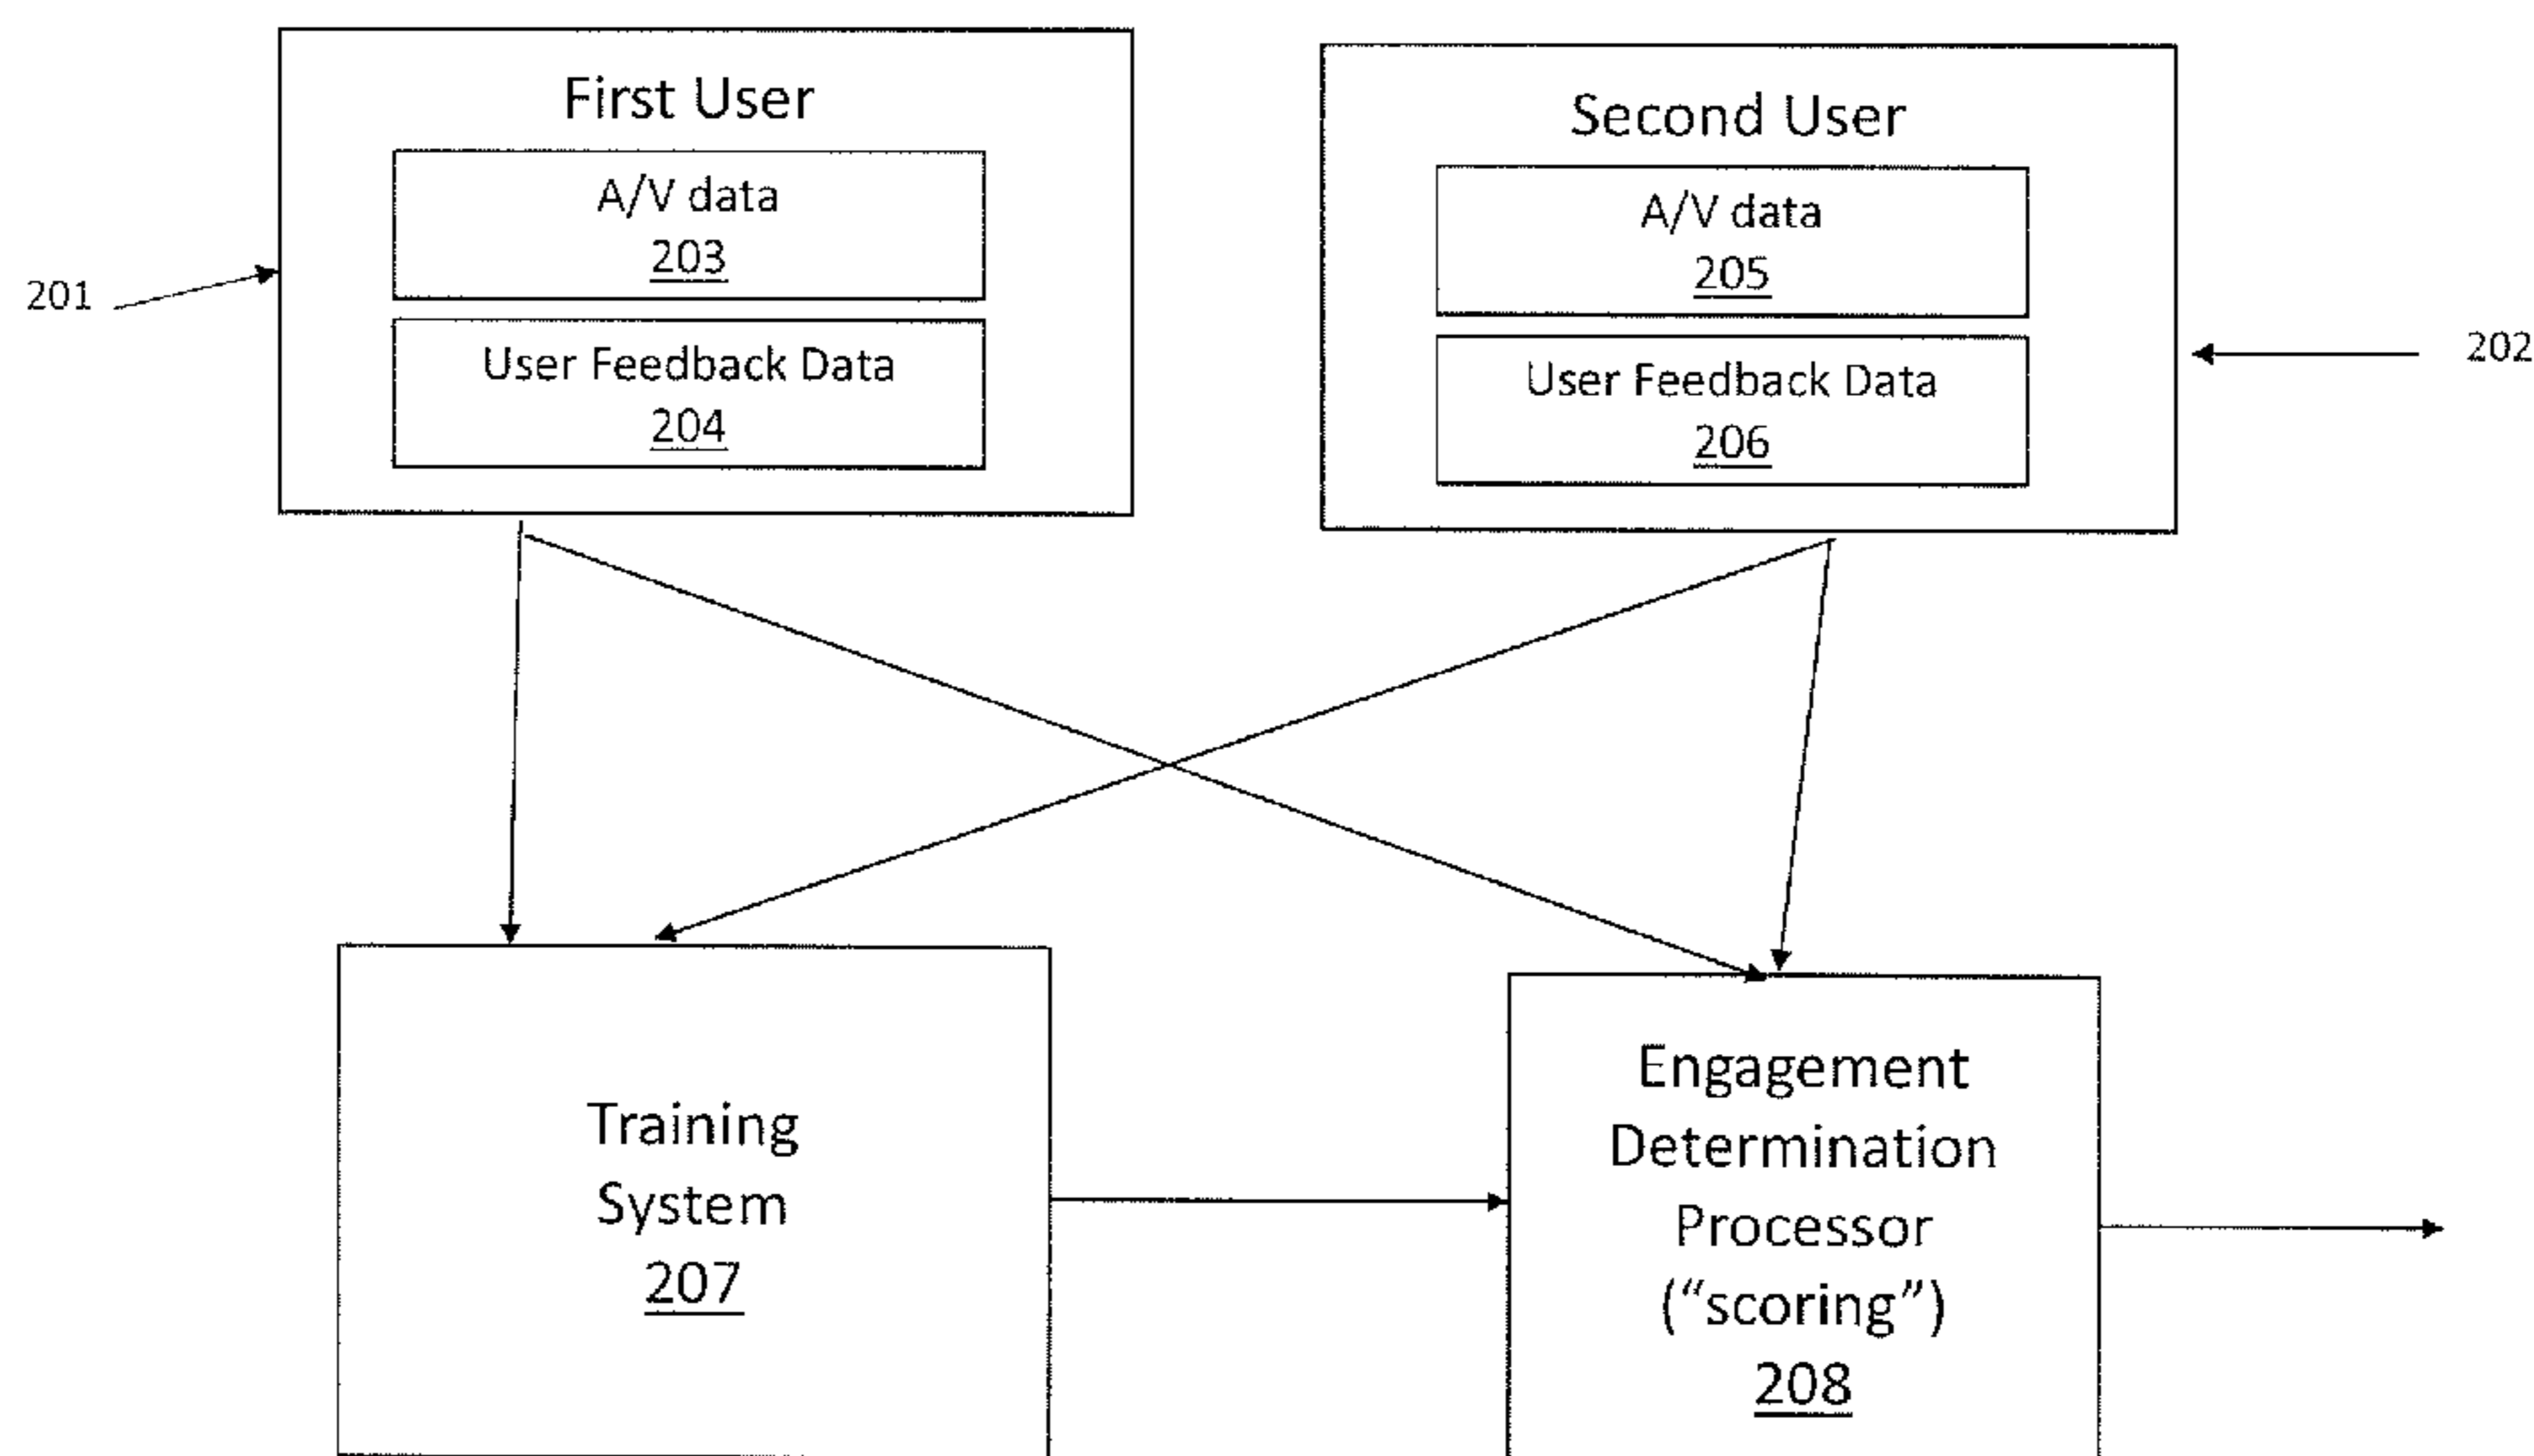 First User
A/V data
203
User Feedback Data
204
201
Second User
A/V data
205
User Feedback Data
206
202
Training
System
207
Engagement
Determination
Processor
(“scoring”)
208